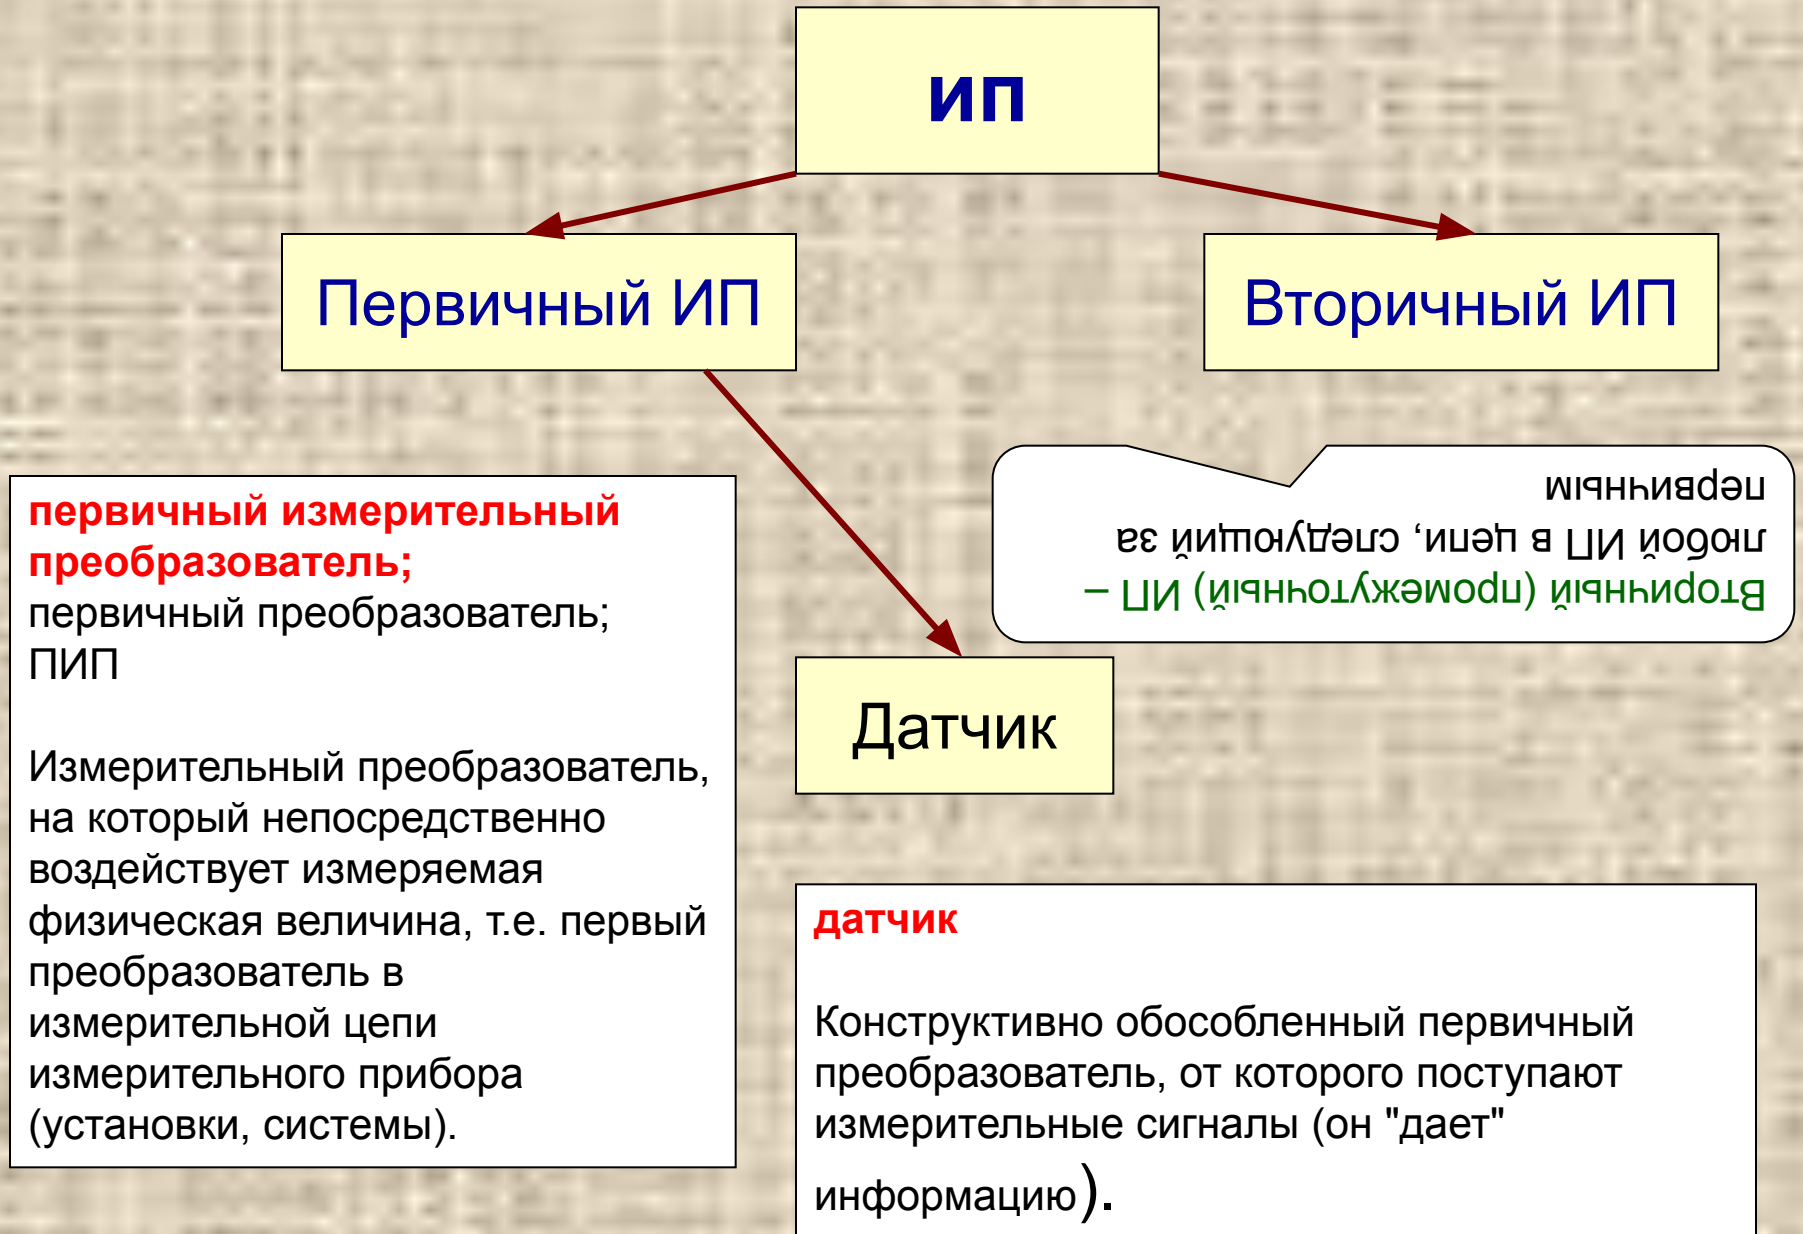 ИП
Первичный ИП
Вторичный ИП
первичный измерительный
преобразователь;
первичный преобразователь;
ПИП
Измерительный преобразователь,
на который непосредственно
воздействует измеряемая
физическая величина, т.е. первый
преобразователь в
измерительной цепи
измерительного прибора
(установки, системы).
Вторичный (промежуточный) ИП –
любой ИП в цепи, следующий за
первичным
Датчик
датчик
Конструктивно обособленный первичный
преобразователь, от которого поступают
измерительные сигналы (он "дает"
информацию).